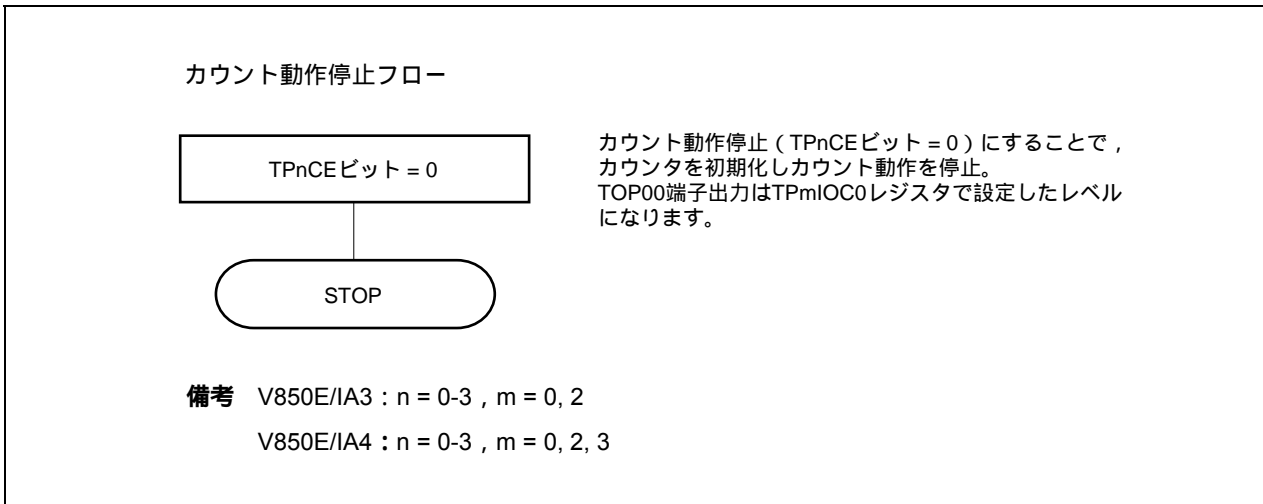 カウント動作停止フロー
TPnCEビット = 0
カウント動作停止（TPnCEビット = 0）にすることで，
カウンタを初期化しカウント動作を停止。
TOP00端子出力はTPmIOC0レジスタで設定したレベル
になります。
STOP
備考 V850E/IA3：n = 0-3，m = 0, 2
V850E/IA4：n = 0-3，m = 0, 2, 3